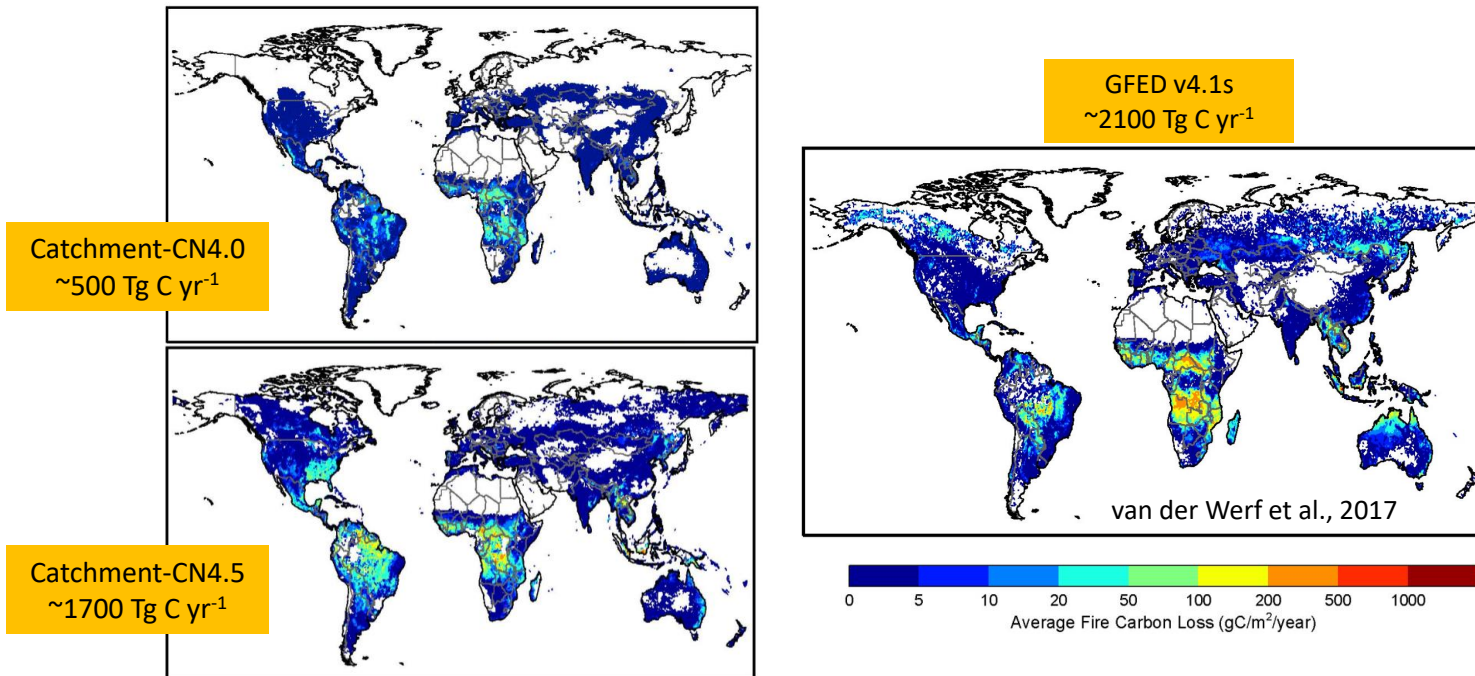 Catchment-CN4.0
~500 Tg C yr⁻¹
Catchment-CN4.5
~1700 Tg C yr⁻¹
GFED v4.1s
~2100 Tg C yr⁻¹
van der Werf et al., 2017
0 5 10 20 50 100 200 500 1000
Average Fire Carbon Loss (gC/m²/year)